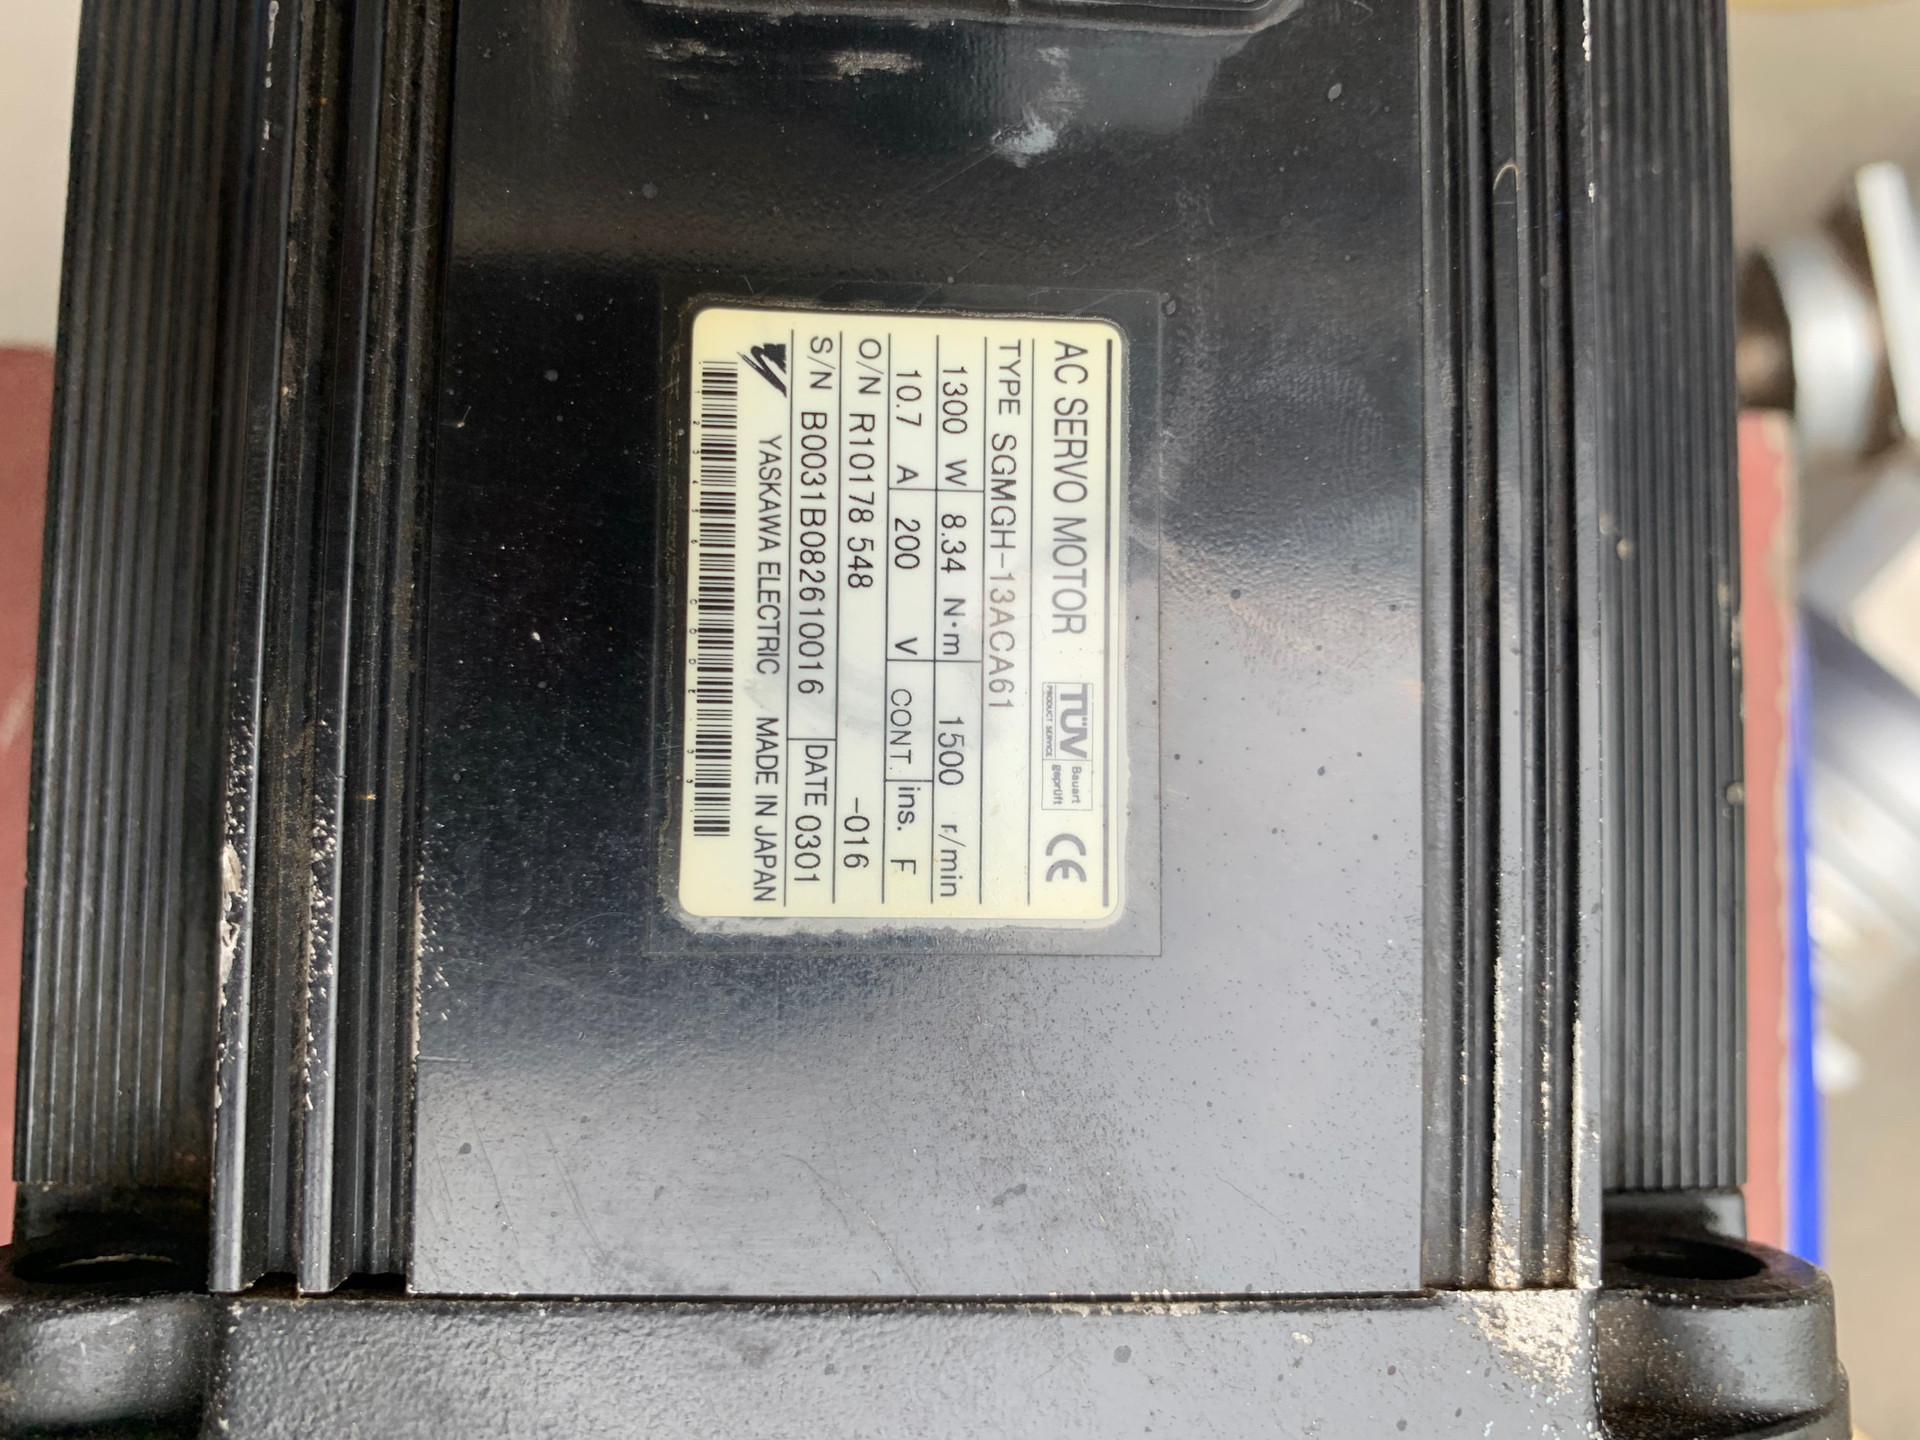 AC SERVO MOTOR TÜV PRODUCT SERVICE Bauart geprüft CE
TYPE SGMGH-13ACA61
1300 W 8.34 N·m 1500 r/min
10.7 A 200 V CONT. ins. F
O/N R10178 548 -016
S/N B0031B0826100016 DATE 0301
YASKAWA ELECTRIC MADE IN JAPAN